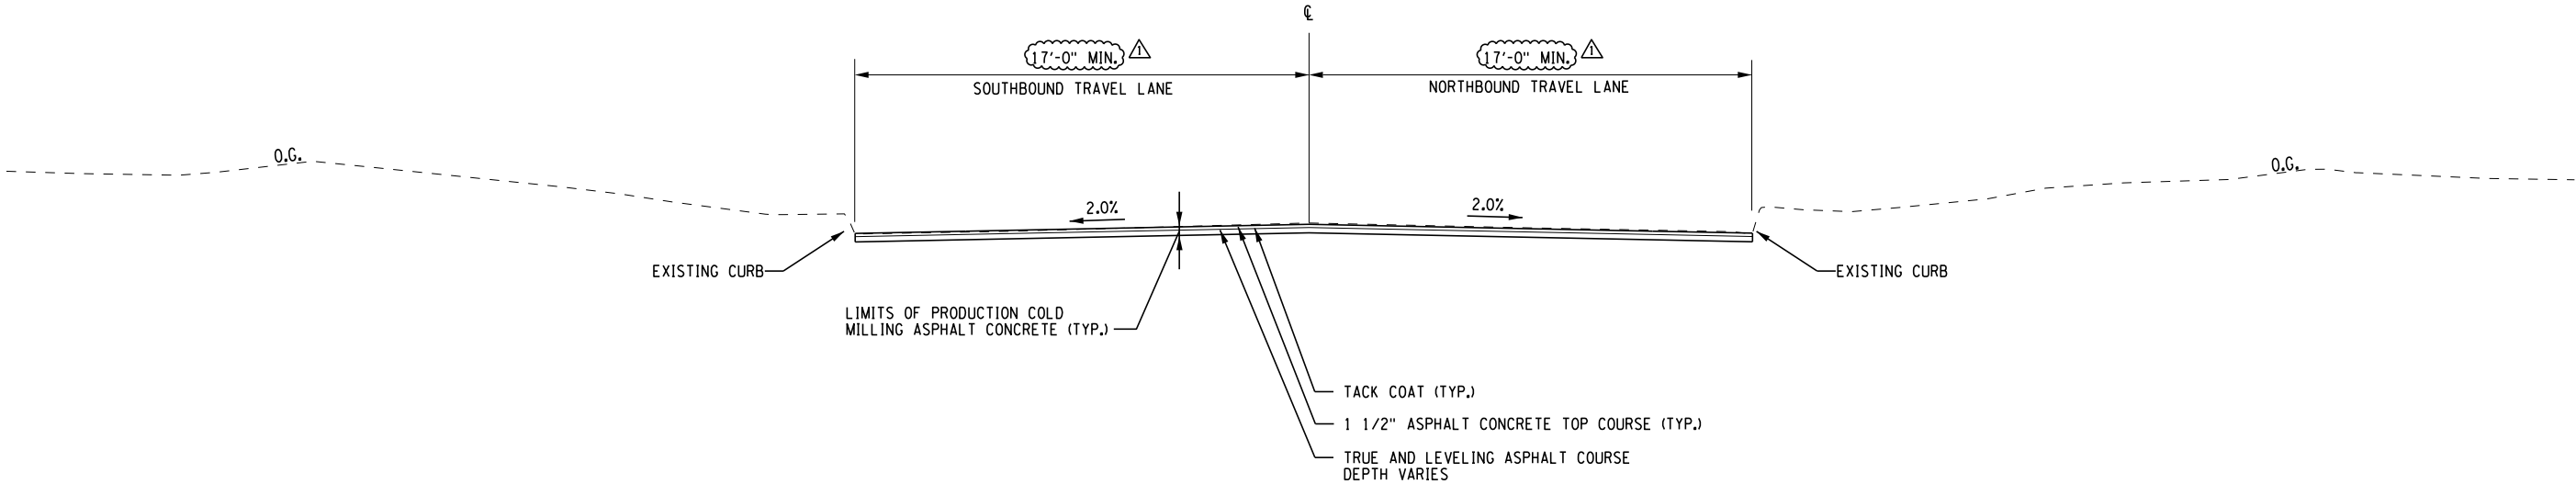 ℄
17'-0" MIN. 1
17'-0" MIN. 1
SOUTHBOUND TRAVEL LANE
NORTHBOUND TRAVEL LANE
O.G.
O.G.
2.0%
2.0%
EXISTING CURB
EXISTING CURB
LIMITS OF PRODUCTION COLD
MILLING ASPHALT CONCRETE (TYP.)
TACK COAT (TYP.)
1 1/2" ASPHALT CONCRETE TOP COURSE (TYP.)
TRUE AND LEVELING ASPHALT COURSE
DEPTH VARIES